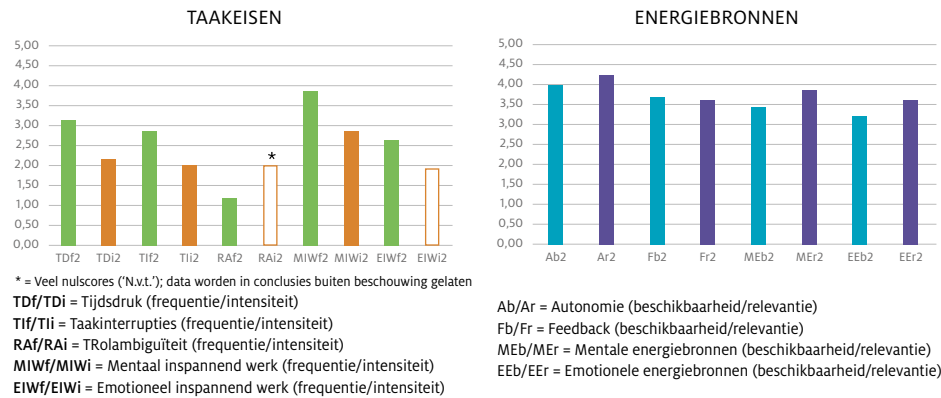 TAAKEISEN
5,00
4,50
4,00
3,50
3,00
2,50
2,00
1,50
1,00
0,50
0,00
*
TDf2 TDi2 TIf2 TIi2 RAf2 RAi2 MIWf2 MIWi2 EIWf2 EIWi2
* = Veel nulscores (‘N.v.t.’); data worden in conclusies buiten beschouwing gelaten
TDf/TDi = Tijdsdruk (frequentie/intensiteit)
TIf/TIi = Taakinterrupties (frequentie/intensiteit)
RAf/RAi = TRolambiguïteit (frequentie/intensiteit)
MIWf/MIWi = Mentaal inspannend werk (frequentie/intensiteit)
EIWf/EIWi = Emotioneel inspannend werk (frequentie/intensiteit)
ENERGIEBRONNEN
5,00
4,50
4,00
3,50
3,00
2,50
2,00
1,50
1,00
0,50
0,00
Ab2 Ar2 Fb2 Fr2 MEb2 MEr2 EEb2 EEr2
Ab/Ar = Autonomie (beschikbaarheid/relevantie)
Fb/Fr = Feedback (beschikbaarheid/relevantie)
MEb/MEr = Mentale energiebronnen (beschikbaarheid/relevantie)
EEb/EEr = Emotionele energiebronnen (beschikbaarheid/relevantie)